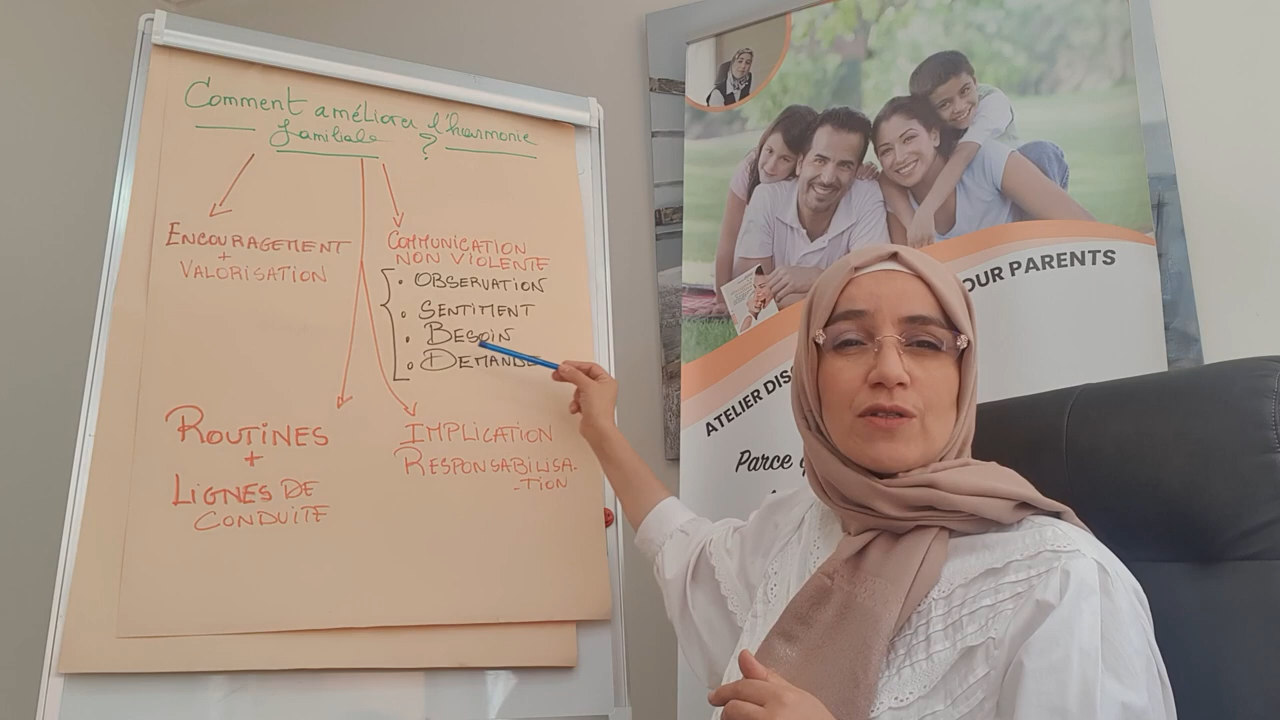 Comment améliorer l'harmonie
familiale ?
ENCOURAGEMENT
+
VALORISATION
COMMUNICATION
NON VIOLENTE
. OBSERVATION
. SENTIMENT
. BESOIN
. DEMANDE
ROUTINES
+
LIGNES DE
CONDUITE
IMPLICATION
RESPONSABILISA-
-TION
ATELIER DISC
OUR PARENTS
Parce